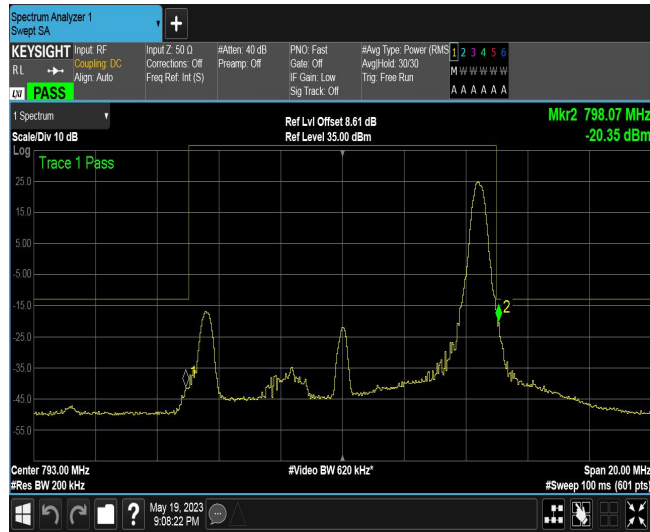 Spectrum Analyzer 1
Swept SA
+
KEYSIGHT Input: RF Input Z: 50 Ω #Atten: 40 dB PNO: Fast #Avg Type: Power (RMS 1 2 3 4 5 6
RL Coupling: DC Corrections: Off Preamp: Off Gate: Off Avg|Hold: 30/30 M W W W W W
Align: Auto Freq Ref: Int (S) IF Gain: Low Trig: Free Run
LXI PASS Sig Track: Off A A A A A A
1 Spectrum Ref Lvl Offset 8.61 dB Mkr2 798.07 MHz
Scale/Div 10 dB Ref Level 35.00 dBm -20.35 dBm
Log Trace 1 Pass
25.0
15.0
5.00
-5.00
-15.0
2
-25.0
-35.0
1
-45.0
-55.0
Center 793.00 MHz #Video BW 620 kHz* Span 20.00 MHz
#Res BW 200 kHz #Sweep 100 ms (601 pts)
? May 19, 2023
9:08:22 PM